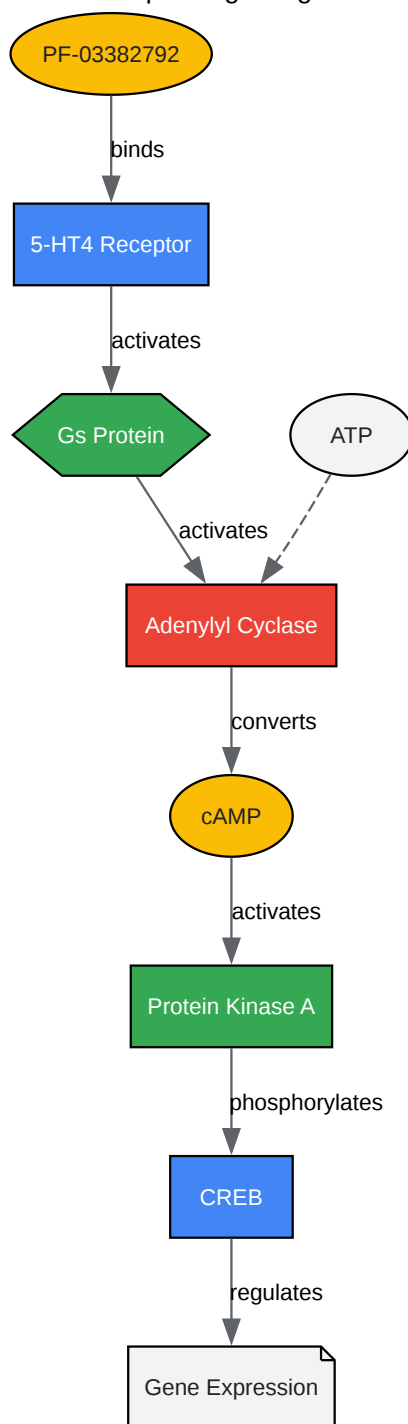 PF-03382792
binds
5-HT4 Receptor
activates
Gs Protein
ATP
activates
Adenylyl Cyclase
converts
cAMP
activates
Protein Kinase A
phosphorylates
CREB
regulates
Gene Expression